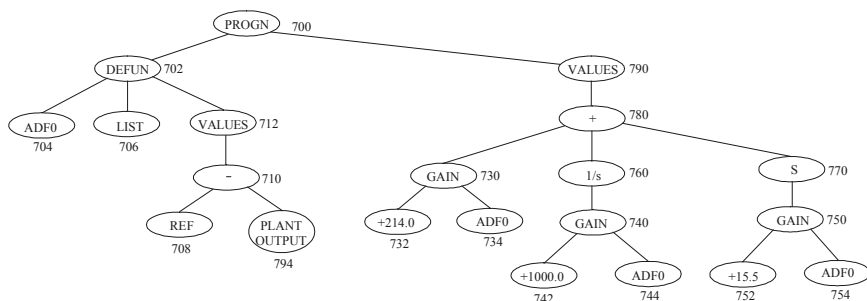 PROGN 700
DEFUN 702
VALUES 790
ADF0
704
LIST
706
VALUES 712
+ 780
− 710
GAIN 730
1/s 760
S 770
REF
708
PLANT
OUTPUT
794
+214.0
732
ADF0
734
GAIN 740
GAIN 750
+1000.0
742
ADF0
744
+15.5
752
ADF0
754